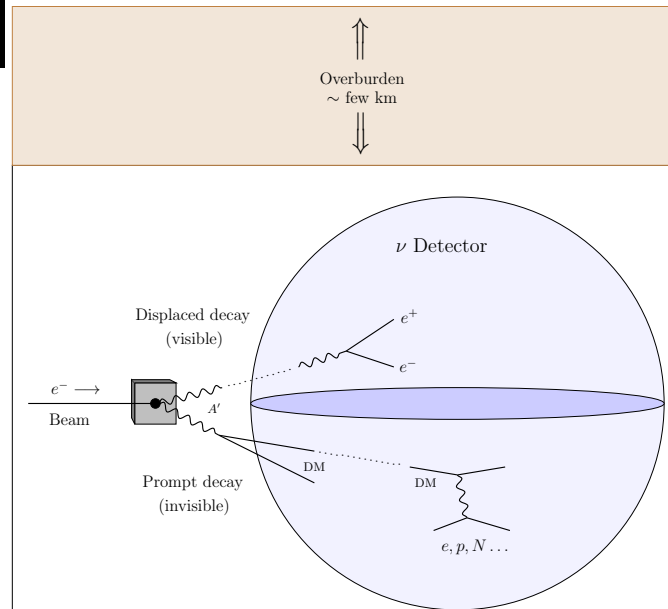 Overburden
∼ few km
ν Detector
Displaced decay
(visible)
e⁺
e⁻
e⁻ ⟶
Beam
A′
DM
DM
Prompt decay
(invisible)
e, p, N …